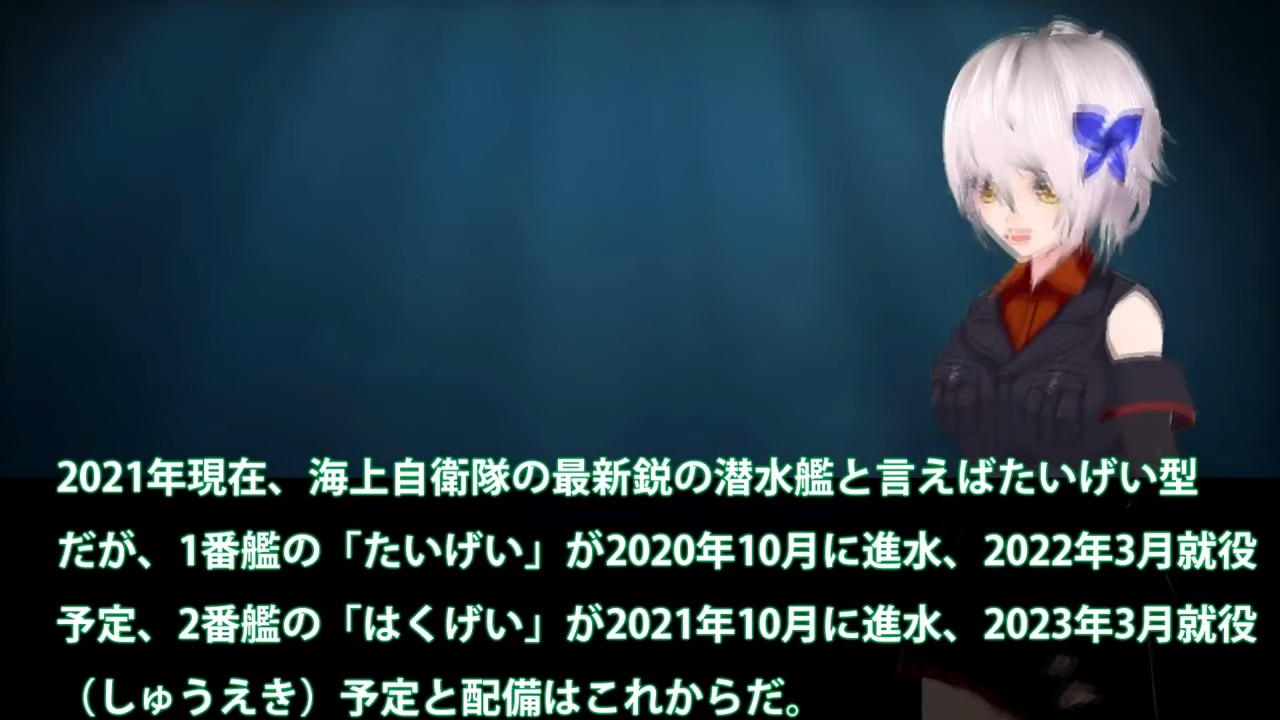 2021年現在、海上自衛隊の最新鋭の潜水艦と言えばたいげい型
だが、1番艦の「たいげい」が2020年10月に進水、2022年3月就役
予定、2番艦の「はくげい」が2021年10月に進水、2023年3月就役
（しゅうえき）予定と配備はこれからだ。